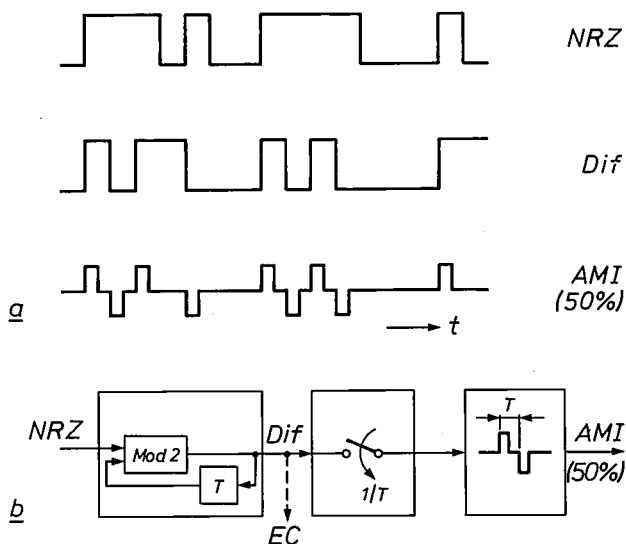 NRZ
Dif
AMI
(50%)
a
t
NRZ
Mod 2
T
Dif
EC
1/T
T
AMI
(50%)
b